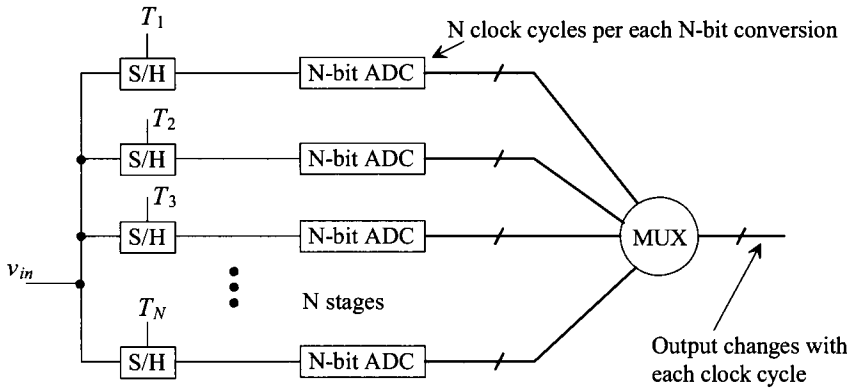 T1
N clock cycles per each N-bit conversion
S/H
N-bit ADC
T2
S/H
N-bit ADC
T3
S/H
N-bit ADC
MUX
vin
N stages
TN
S/H
N-bit ADC
Output changes with
each clock cycle